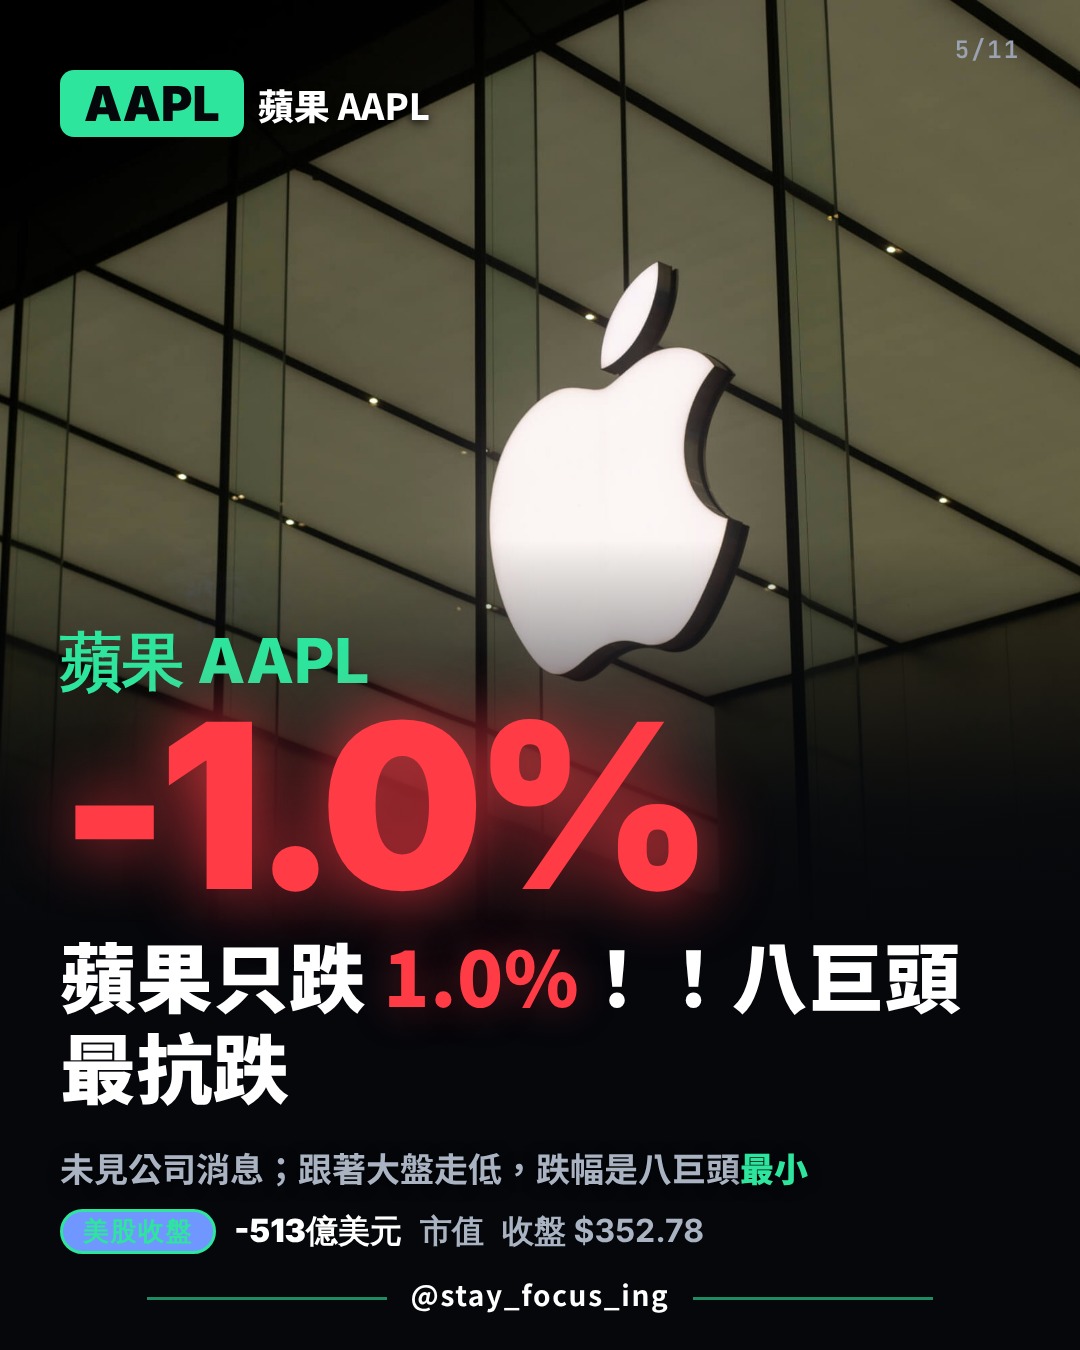 5/11
AAPL 蘋果 AAPL
蘋果 AAPL
-1.0%
蘋果只跌 1.0%！！八巨頭
最抗跌
未見公司消息；跟著大盤走低，跌幅是八巨頭最小
美股收盤 -513億美元 市值 收盤 $352.78
@stay_focus_ing